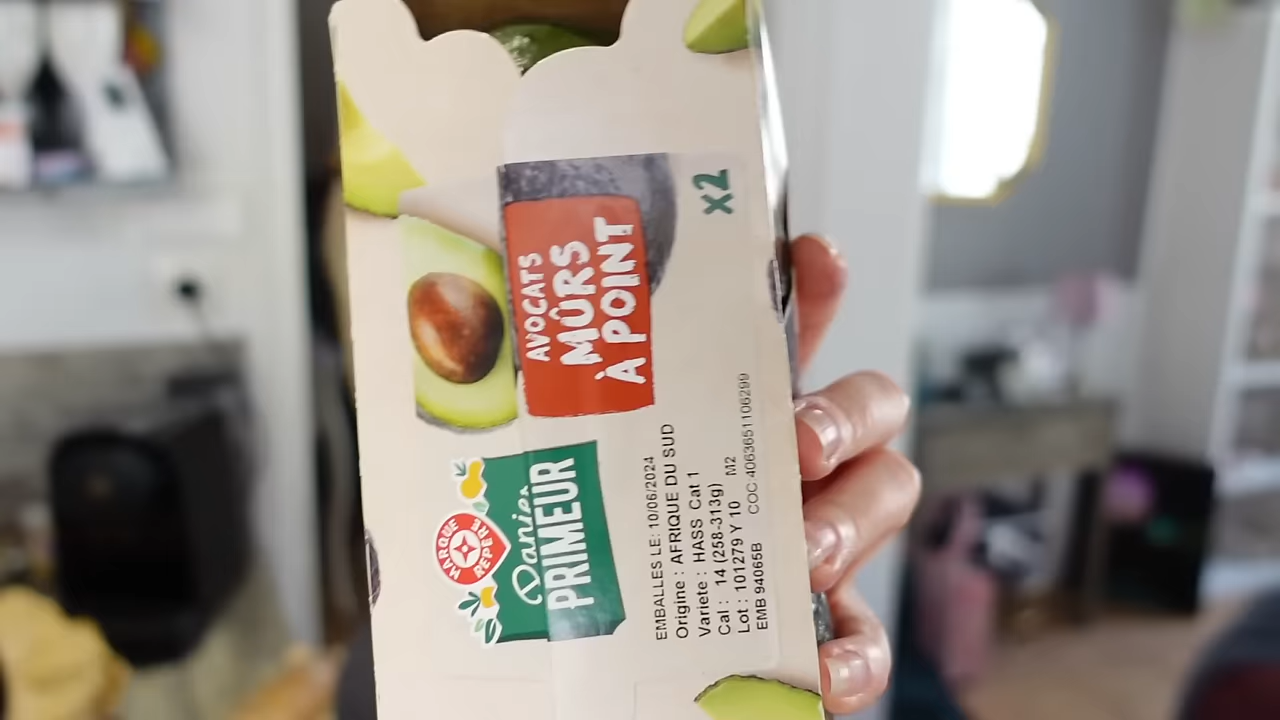 AVOCATS
MÛRS
À POINT
x2
MARQUE
REPÈRE
Panier
PRIMEUR
EMBALLES LE: 10/06/2024
Origine : AFRIQUE DU SUD
Variete : HASS Cat 1
Cal : 14 (258-313g)
Lot : 101279 Y 10 M2
EMB 94065B COC:4063651106299